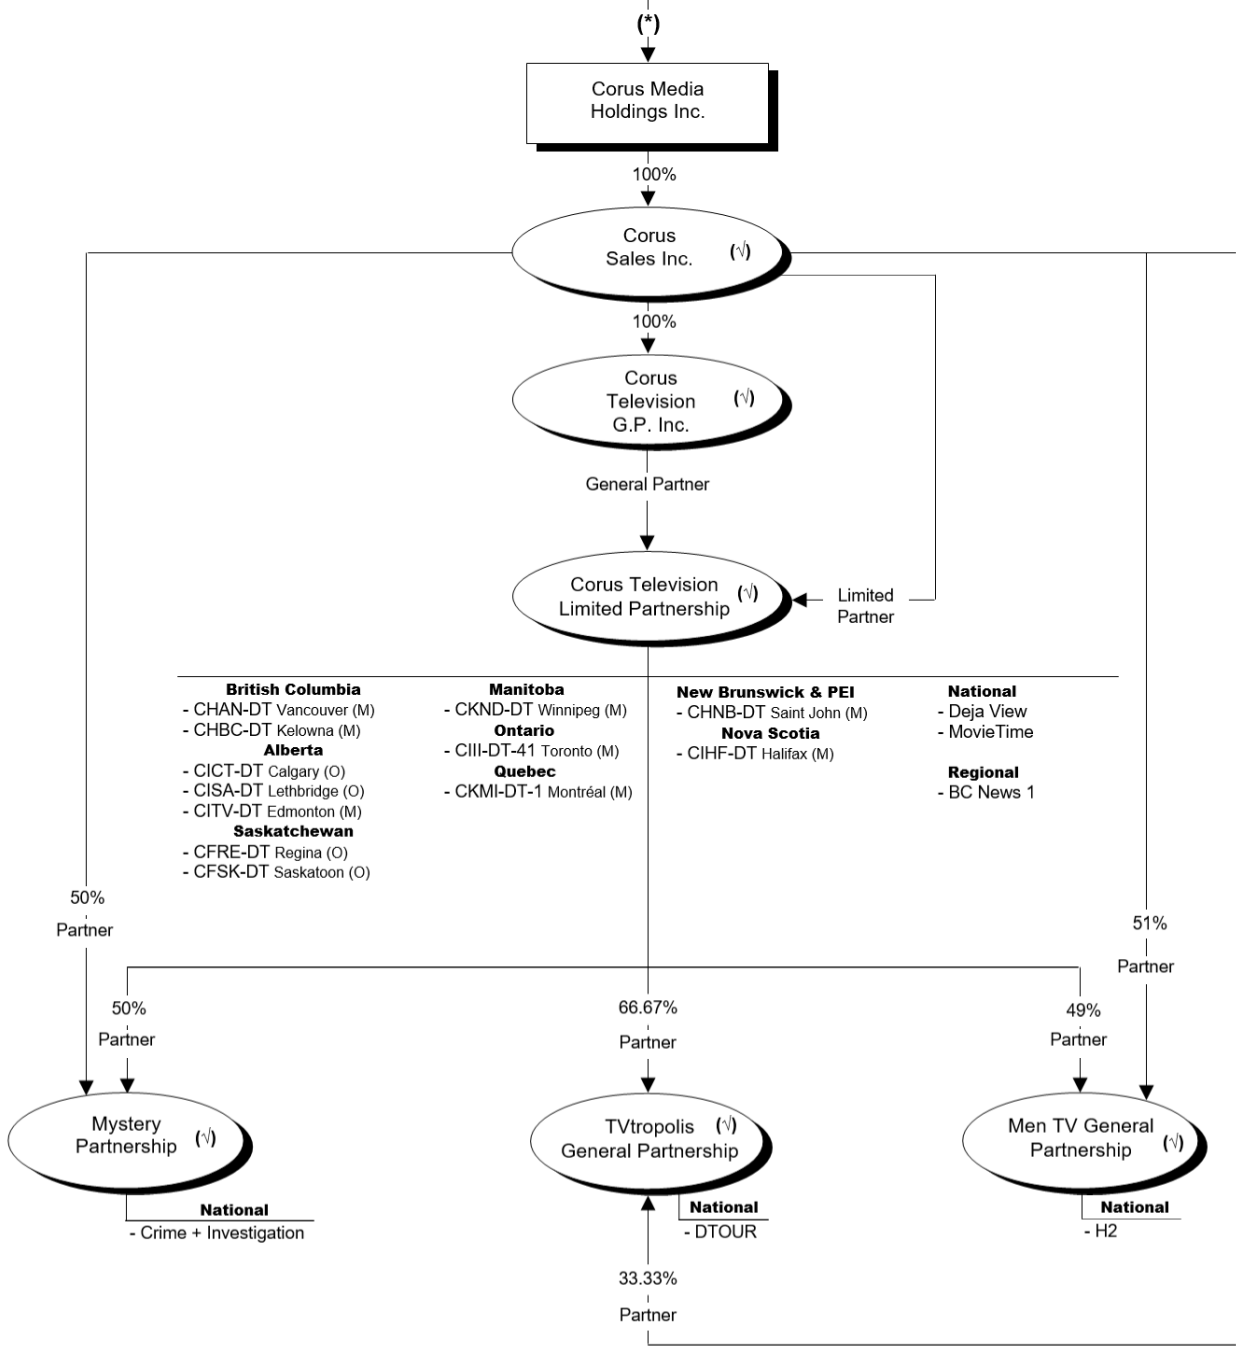 (*)
Corus Media
Holdings Inc.
100%
Corus
Sales Inc. (√)
100%
Corus
Television
G.P. Inc. (√)
General Partner
Corus Television
Limited Partnership (√)
Limited
Partner
British Columbia
- CHAN-DT Vancouver (M)
- CHBC-DT Kelowna (M)
Alberta
- CICT-DT Calgary (O)
- CISA-DT Lethbridge (O)
- CITV-DT Edmonton (M)
Saskatchewan
- CFRE-DT Regina (O)
- CFSK-DT Saskatoon (O)
Manitoba
- CKND-DT Winnipeg (M)
Ontario
- CIII-DT-41 Toronto (M)
Quebec
- CKMI-DT-1 Montréal (M)
New Brunswick & PEI
- CHNB-DT Saint John (M)
Nova Scotia
- CIHF-DT Halifax (M)
National
- Deja View
- MovieTime
Regional
- BC News 1
50%
Partner
51%
Partner
50%
Partner
66.67%
Partner
49%
Partner
Mystery
Partnership (√)
TVtropolis (√)
General Partnership
Men TV General
Partnership (√)
National
- Crime + Investigation
National
- DTOUR
National
- H2
33.33%
Partner